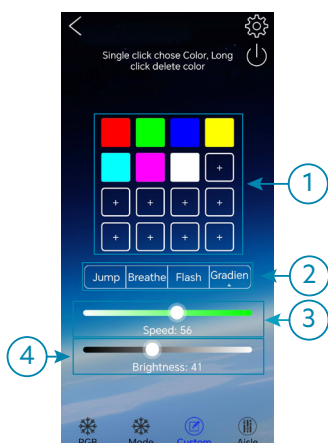 Single click chose Color, Long
click delete color
+
+ + + +
+ + + +
1
Jump Breathe Flash Gradien
2
3
Speed: 56
4
Brightness: 41
RGB Mode Custom Aisle